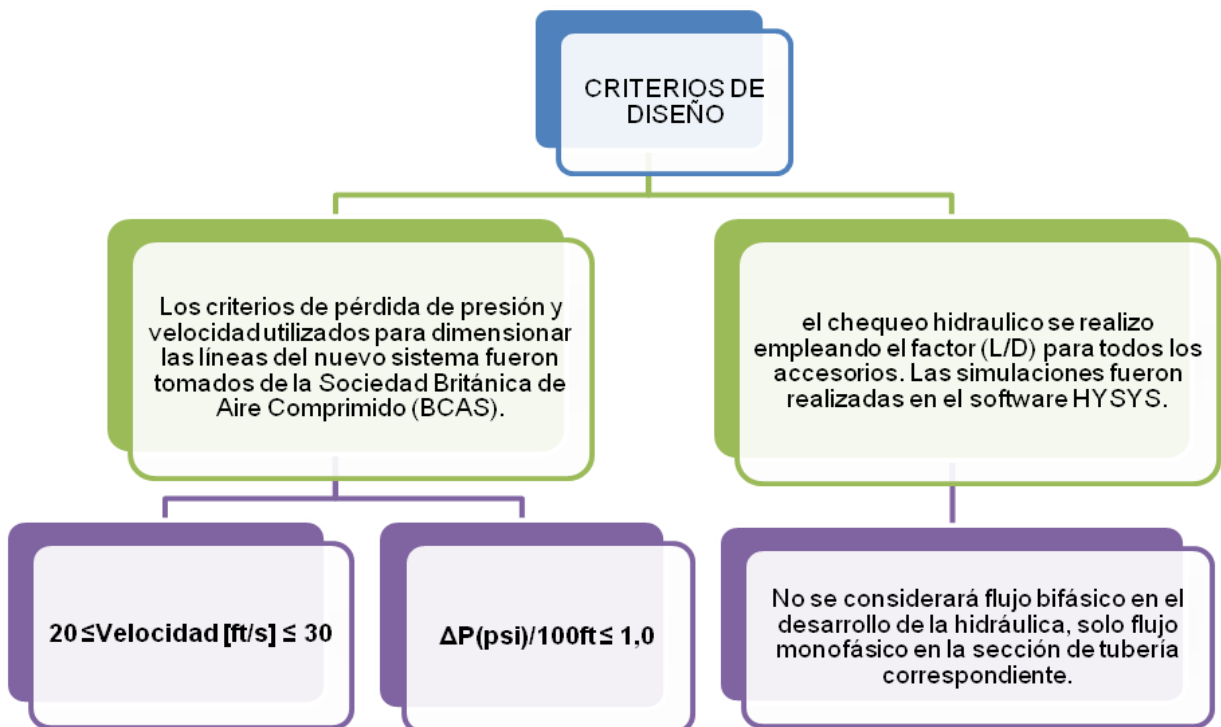 CRITERIOS DE
DISEÑO
Los criterios de pérdida de presión y
velocidad utilizados para dimensionar
las líneas del nuevo sistema fueron
tomados de la Sociedad Británica de
Aire Comprimido (BCAS).
el chequeo hidraulico se realizo
empleando el factor (L/D) para todos los
accesorios. Las simulaciones fueron
realizadas en el software HYSYS.
20 ≤Velocidad [ft/s] ≤ 30
ΔP(psi)/100ft ≤ 1,0
No se considerará flujo bifásico en el
desarrollo de la hidráulica, solo flujo
monofásico en la sección de tubería
correspondiente.